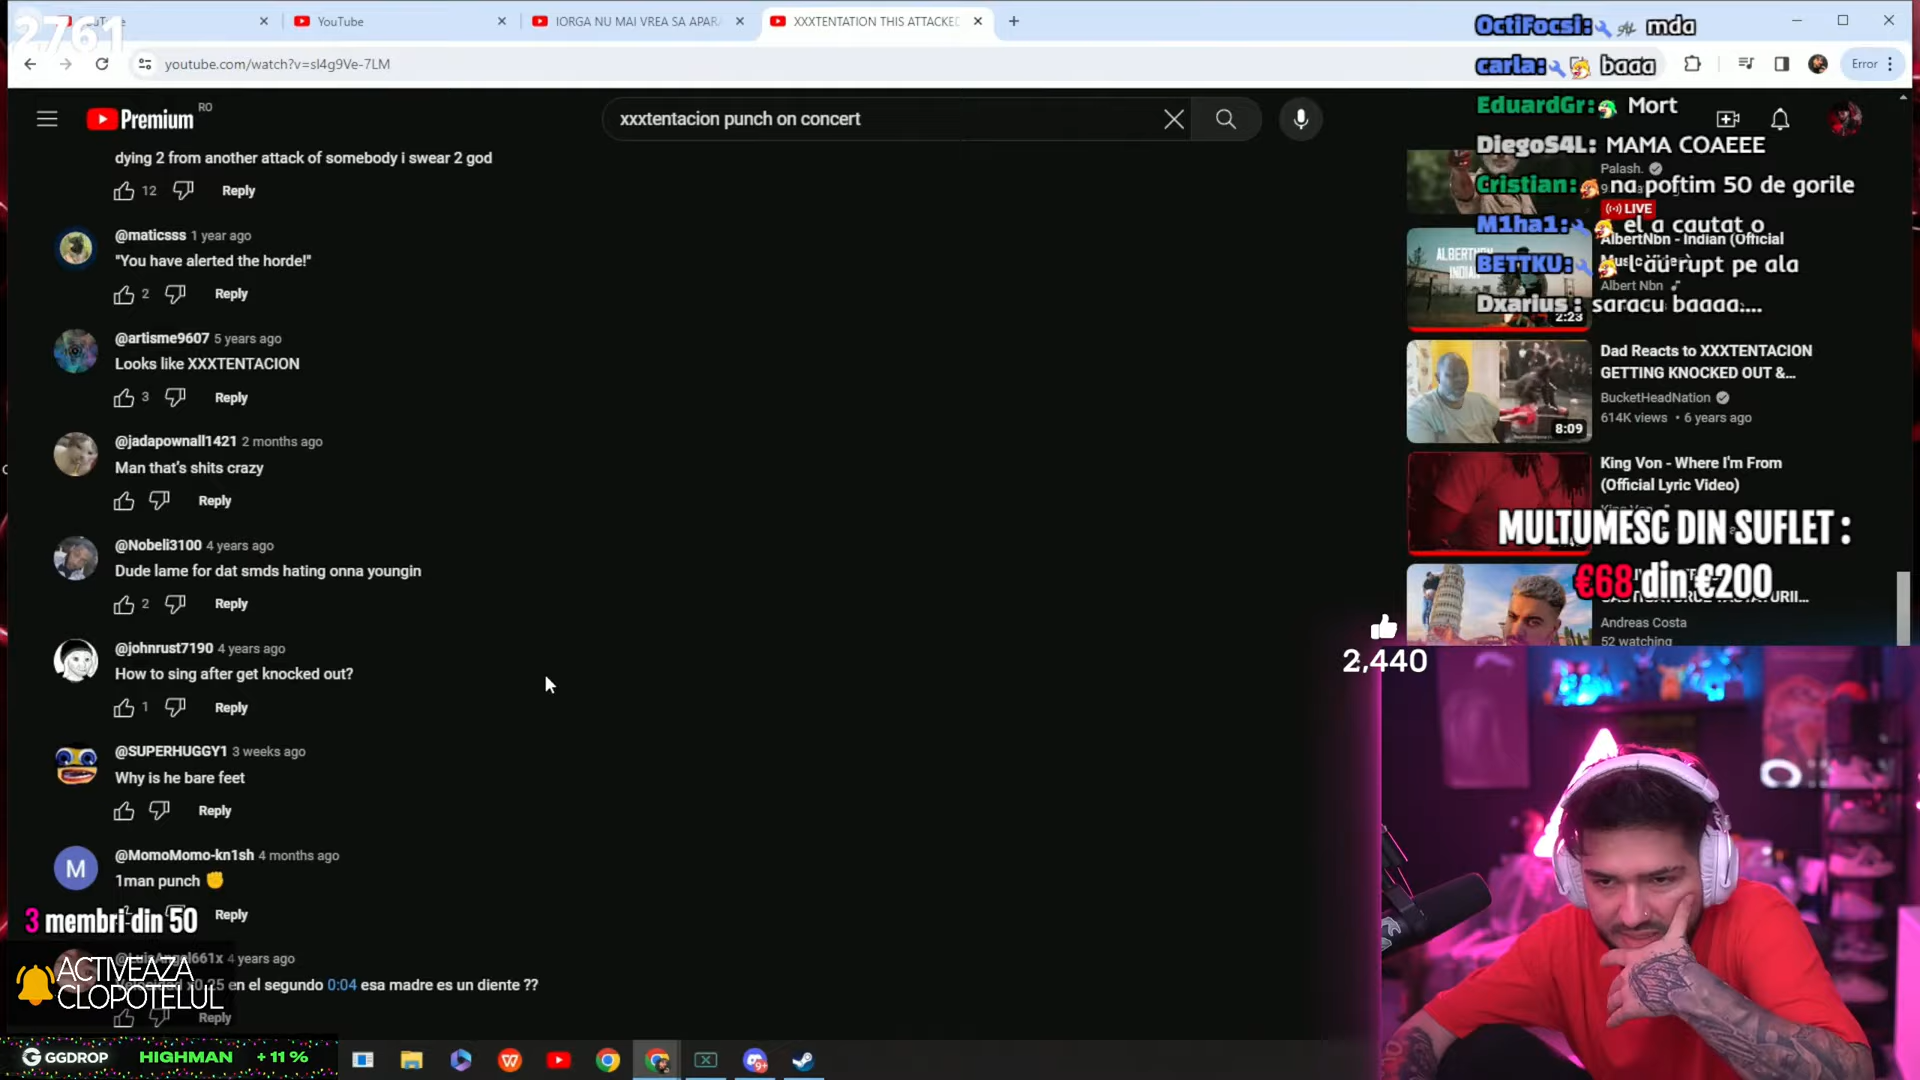 2761
YouTube
IORGA NU MAI VREA SA APAR
XXXTENTATION THIS ATTACKED
youtube.com/watch?v=sI4g9Ve-7LM
Error
Premium
RO
xxxtentacion punch on concert
OctiFocsi: mda
carla: baaa
EduardGr: Mort
DiegoS4L: MAMA COAEEE
Cristian: na poftim 50 de gorile
M1ha1: el a cautat o
BETTKU: l au rupt pe ala
Dxarius : saracu baaaa....
dying 2 from another attack of somebody i swear 2 god
12
Reply
@maticsss 1 year ago
"You have alerted the horde!"
2
Reply
@artisme9607 5 years ago
Looks like XXXTENTACION
3
Reply
@jadapownall1421 2 months ago
Man that's shits crazy
Reply
@Nobeli3100 4 years ago
Dude lame for dat smds hating onna youngin
2
Reply
@johnrust7190 4 years ago
How to sing after get knocked out?
1
Reply
@SUPERHUGGY1 3 weeks ago
Why is he bare feet
Reply
M
@MomoMomo-kn1sh 4 months ago
1man punch ✊
Reply
@LuisAngel661x 4 years ago
en el segundo 0:04 esa madre es un diente ??
Reply
3 membri din 50
ACTIVEAZA
CLOPOTELUL
GGDROP
HIGHMAN
+11 %
Palash.
LIVE
ALBERTNBN
INDIAN
AlbertNbn - Indian (Official
Albert Nbn
2:23
Dad Reacts to XXXTENTACION
GETTING KNOCKED OUT &...
BucketHeadNation
614K views • 6 years ago
8:09
King Von - Where I'm From
(Official Lyric Video)
MULTUMESC DIN SUFLET :
€68 din €200
Andreas Costa
52 watching
2,440